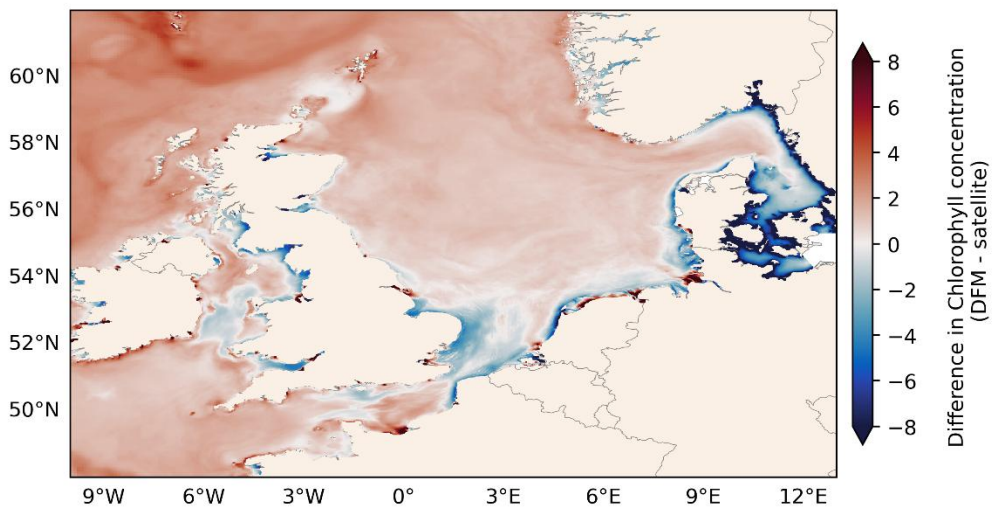 60°N
58°N
56°N
54°N
52°N
50°N
9°W 6°W 3°W 0° 3°E 6°E 9°E 12°E
8
6
4
2
0
−2
−4
−6
−8
Difference in Chlorophyll concentration
(DFM - satellite)